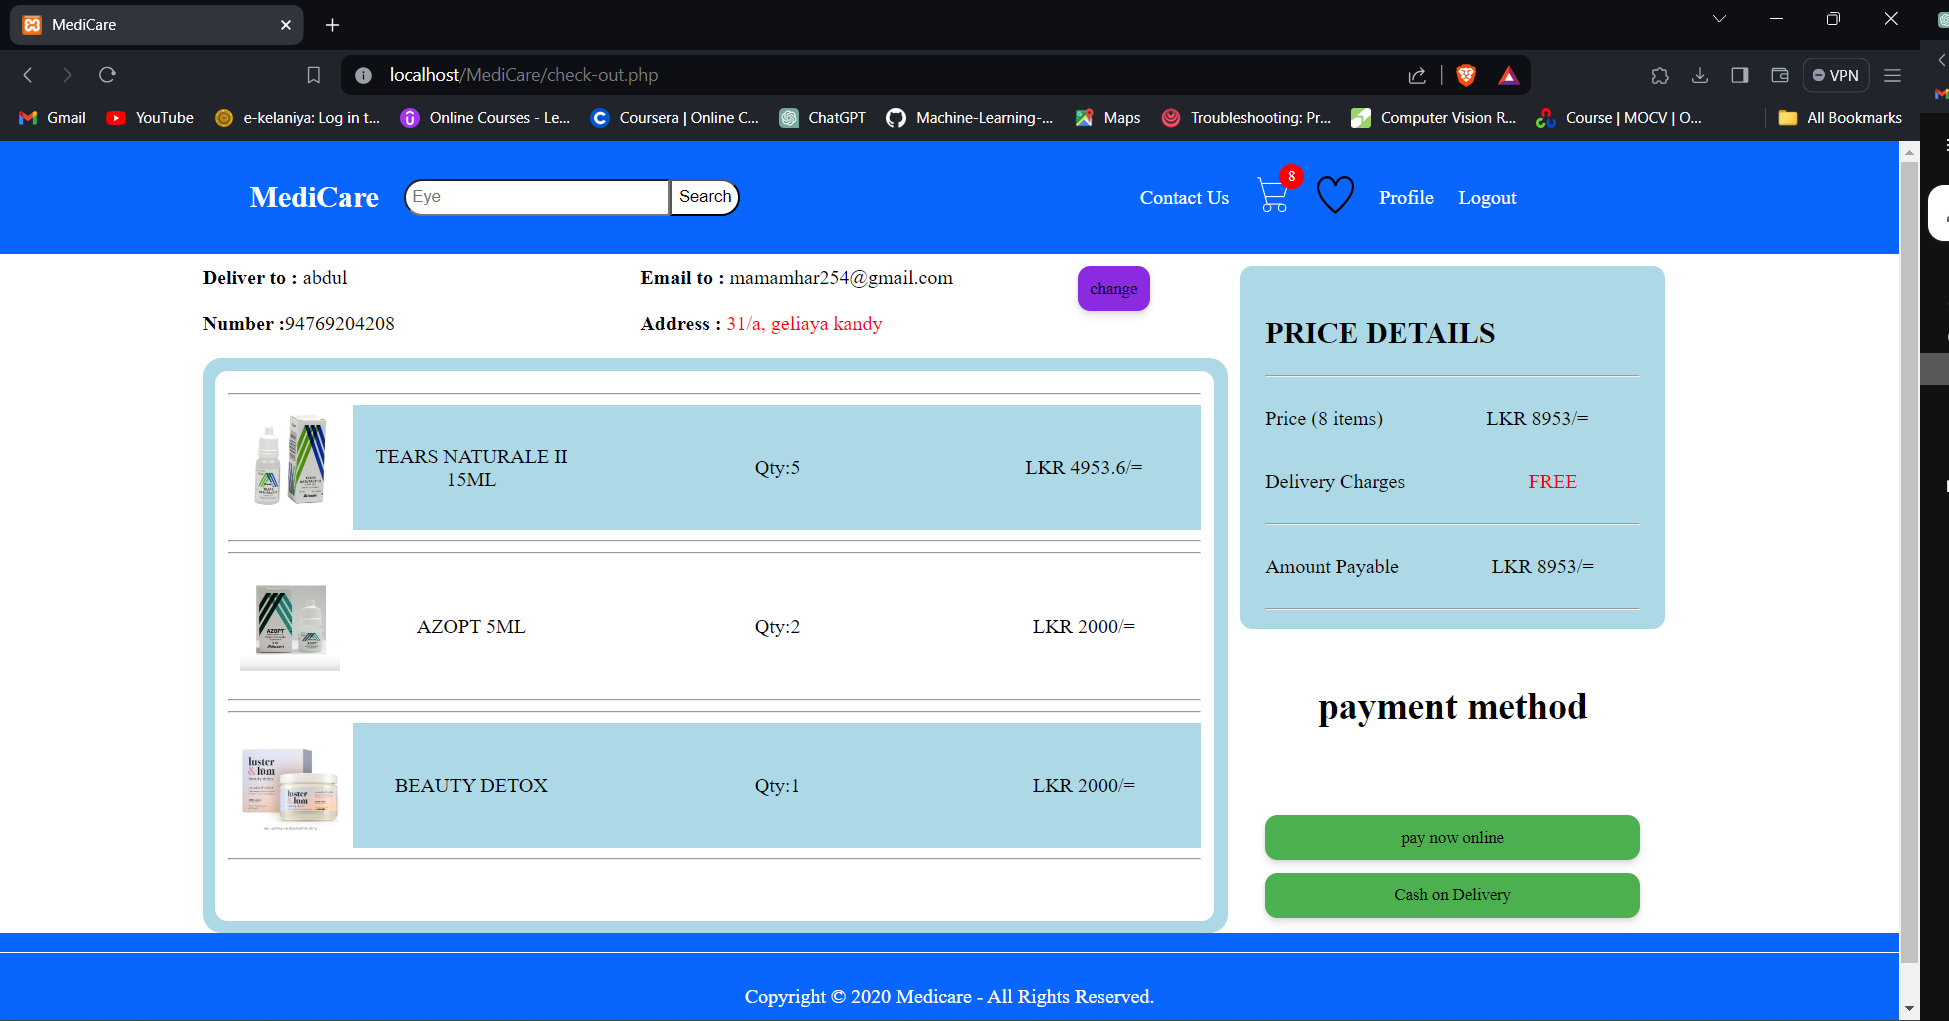 MediCare
localhost/MediCare/check-out.php
VPN
Gmail
YouTube
e-kelaniya: Log in t...
Online Courses - Le...
Coursera | Online C...
ChatGPT
Machine-Learning-...
Maps
Troubleshooting: Pr...
Computer Vision R...
Course | MOCV | O...
All Bookmarks
MediCare
Eye
Search
Contact Us
8
Profile
Logout
Deliver to : abdul
Email to : mamamhar254@gmail.com
change
Number :94769204208
Address : 31/a, geliaya kandy
TEARS NATURALE II
15ML
Qty:5
LKR 4953.6/=
AZOPT
Alcon
AZOPT 5ML
Qty:2
LKR 2000/=
luster
&lum
luster
&lum
BEAUTY DETOX
Qty:1
LKR 2000/=
PRICE DETAILS
Price (8 items)
LKR 8953/=
Delivery Charges
FREE
Amount Payable
LKR 8953/=
payment method
pay now online
Cash on Delivery
Copyright © 2020 Medicare - All Rights Reserved.